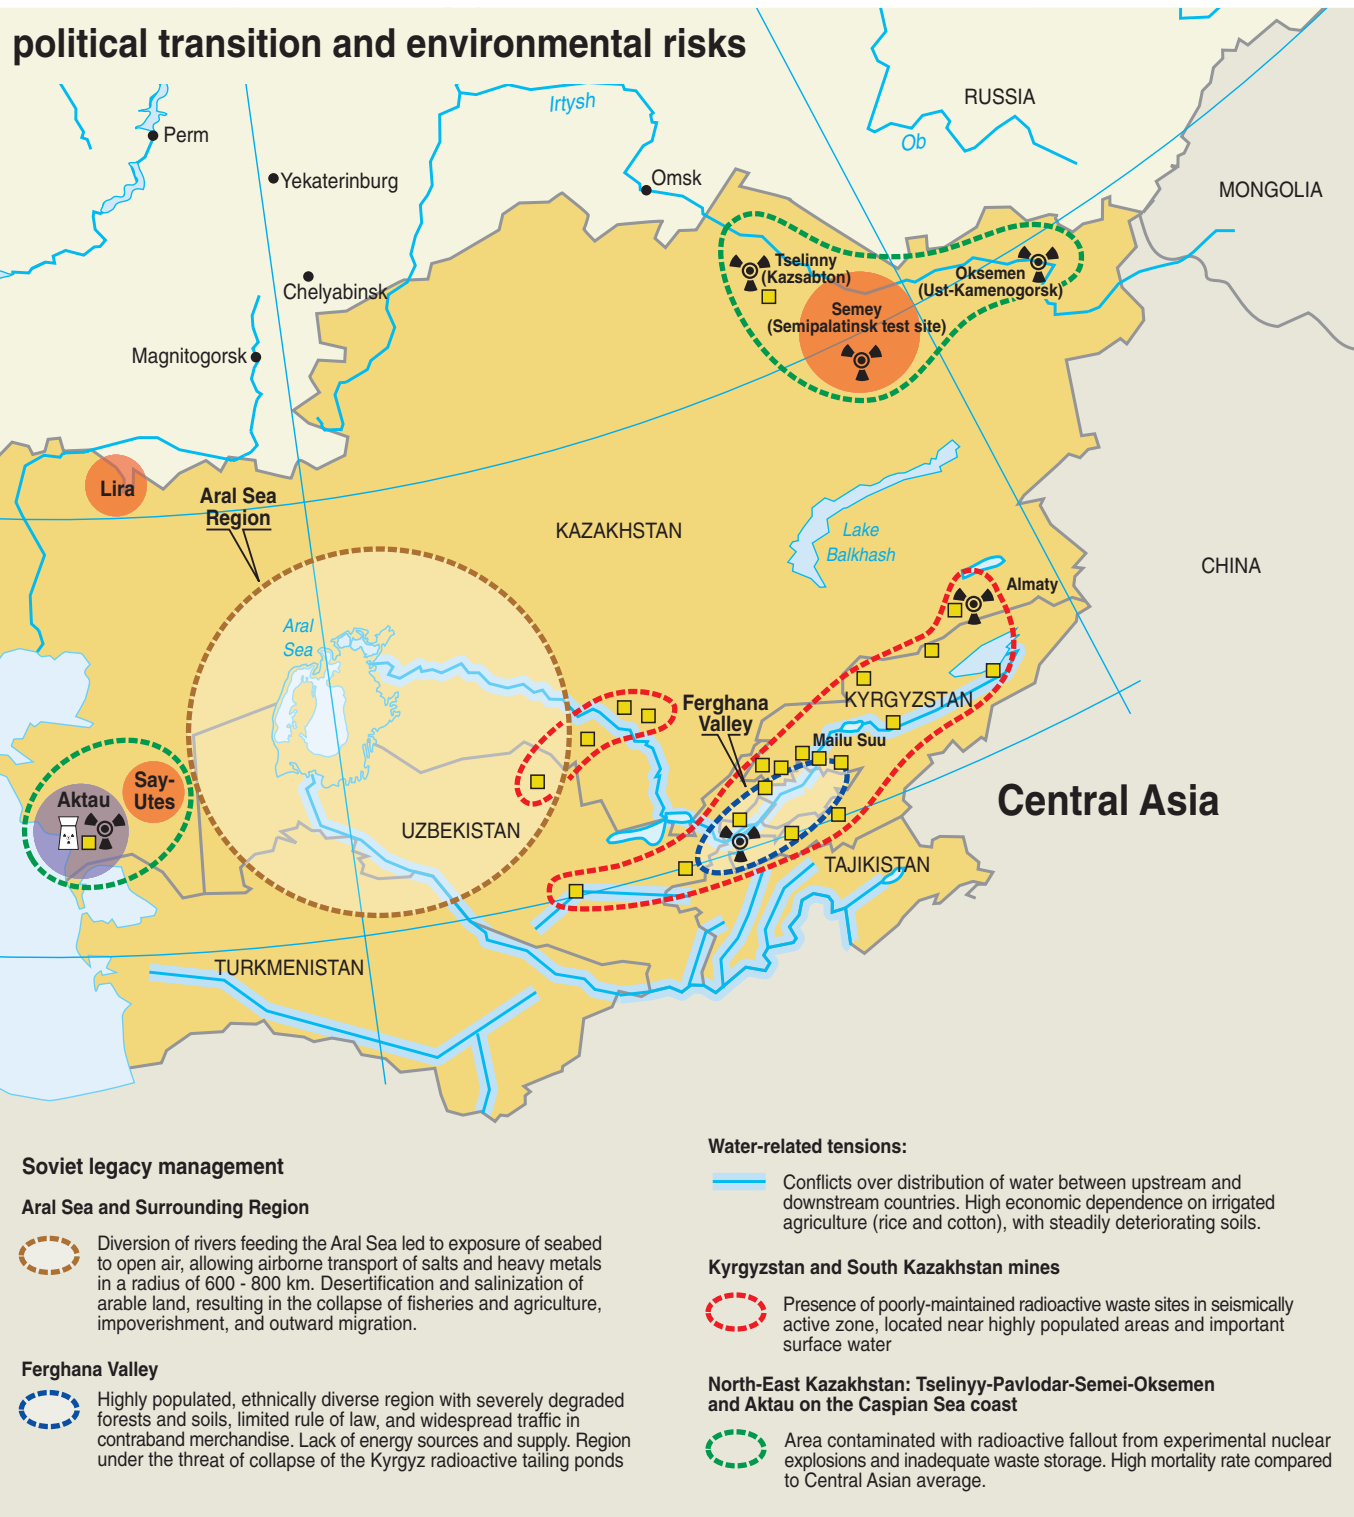 political transition and environmental risks
RUSSIA
Irtysh
Ob
Perm
Yekaterinburg
Omsk
MONGOLIA
Chelyabinsk
Tselinny
(Kazsabton)
Oksemen
(Ust-Kamenogorsk)
Semey
(Semipalatinsk test site)
Magnitogorsk
Lira
Aral Sea
Region
KAZAKHSTAN
Lake
Balkhash
CHINA
Almaty
Aral
Sea
Ferghana
Valley
KYRGYZSTAN
Mailu Suu
Say-
Utes
Aktau
Central Asia
UZBEKISTAN
TAJIKISTAN
TURKMENISTAN
Soviet legacy management
Aral Sea and Surrounding Region
Diversion of rivers feeding the Aral Sea led to exposure of seabed
to open air, allowing airborne transport of salts and heavy metals
in a radius of 600 - 800 km. Desertification and salinization of
arable land, resulting in the collapse of fisheries and agriculture,
impoverishment, and outward migration.
Ferghana Valley
Highly populated, ethnically diverse region with severely degraded
forests and soils, limited rule of law, and widespread traffic in
contraband merchandise. Lack of energy sources and supply. Region
under the threat of collapse of the Kyrgyz radioactive tailing ponds
Water-related tensions:
Conflicts over distribution of water between upstream and
downstream countries. High economic dependence on irrigated
agriculture (rice and cotton), with steadily deteriorating soils.
Kyrgyzstan and South Kazakhstan mines
Presence of poorly-maintained radioactive waste sites in seismically
active zone, located near highly populated areas and important
surface water
North-East Kazakhstan: Tselinyy-Pavlodar-Semei-Oksemen
and Aktau on the Caspian Sea coast
Area contaminated with radioactive fallout from experimental nuclear
explosions and inadequate waste storage. High mortality rate compared
to Central Asian average.